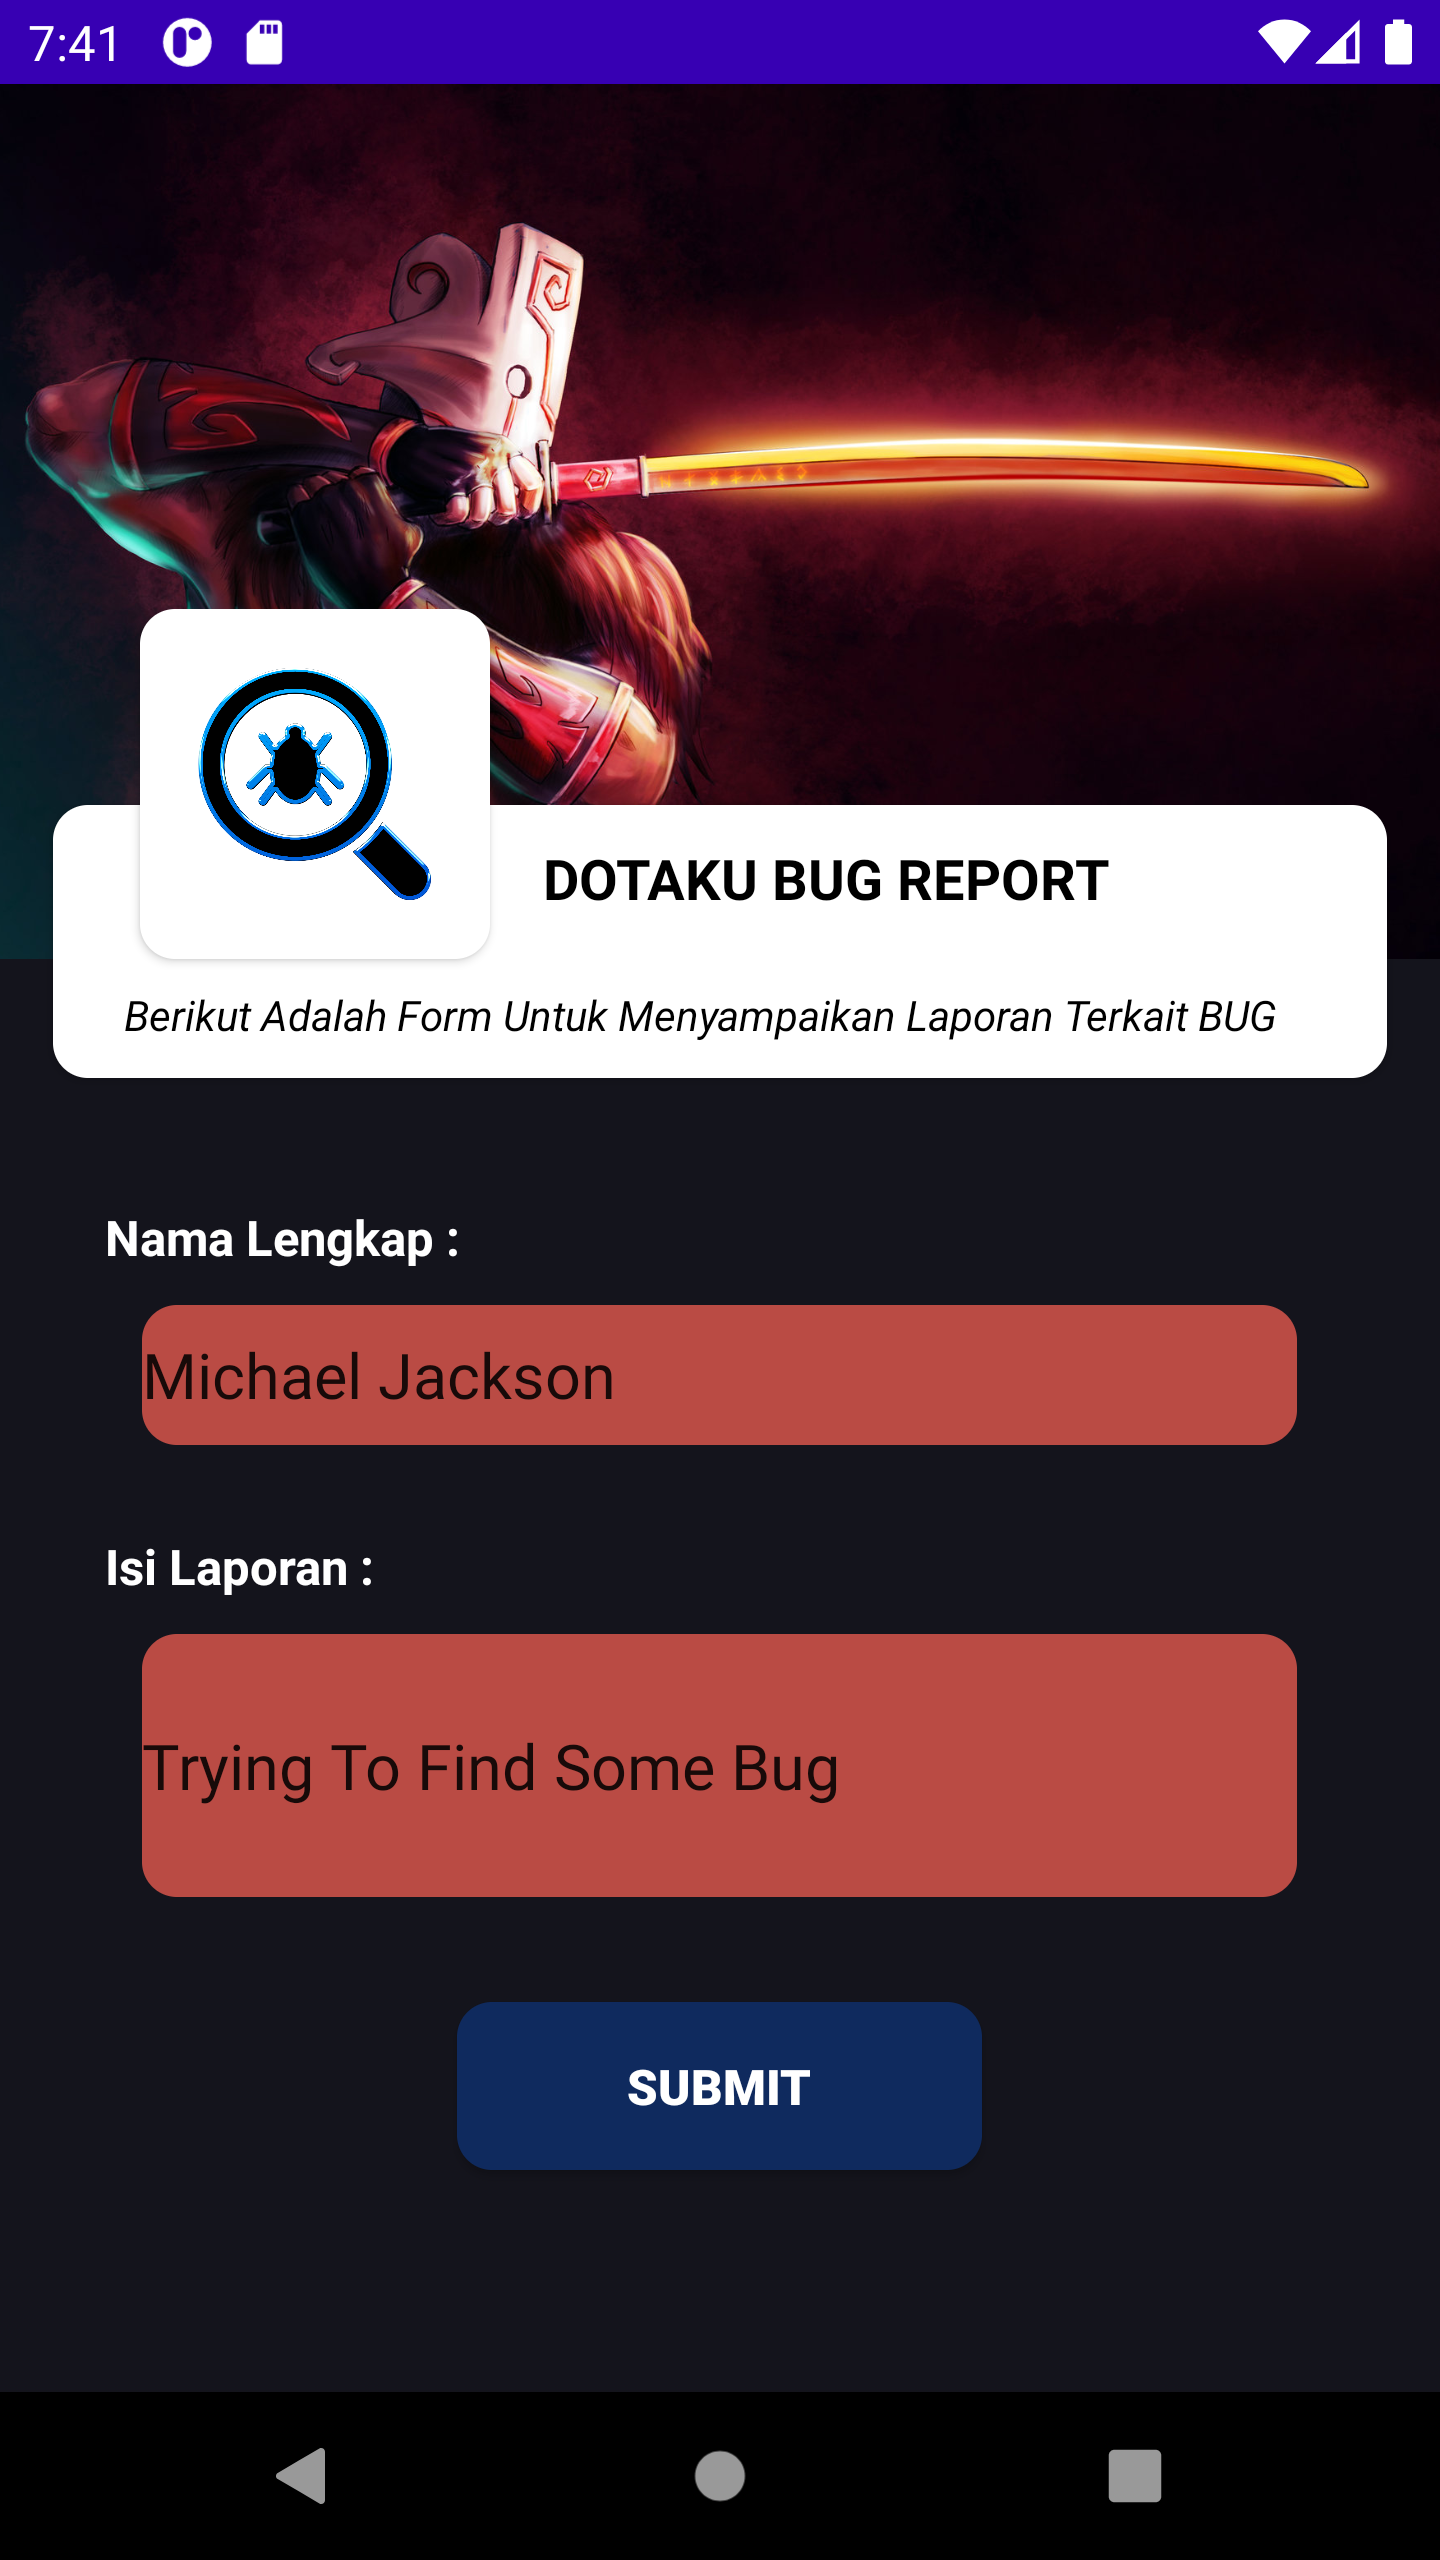 7:41
DOTAKU BUG REPORT
Berikut Adalah Form Untuk Menyampaikan Laporan Terkait BUG
Nama Lengkap :
Michael Jackson
Isi Laporan :
Trying To Find Some Bug
SUBMIT